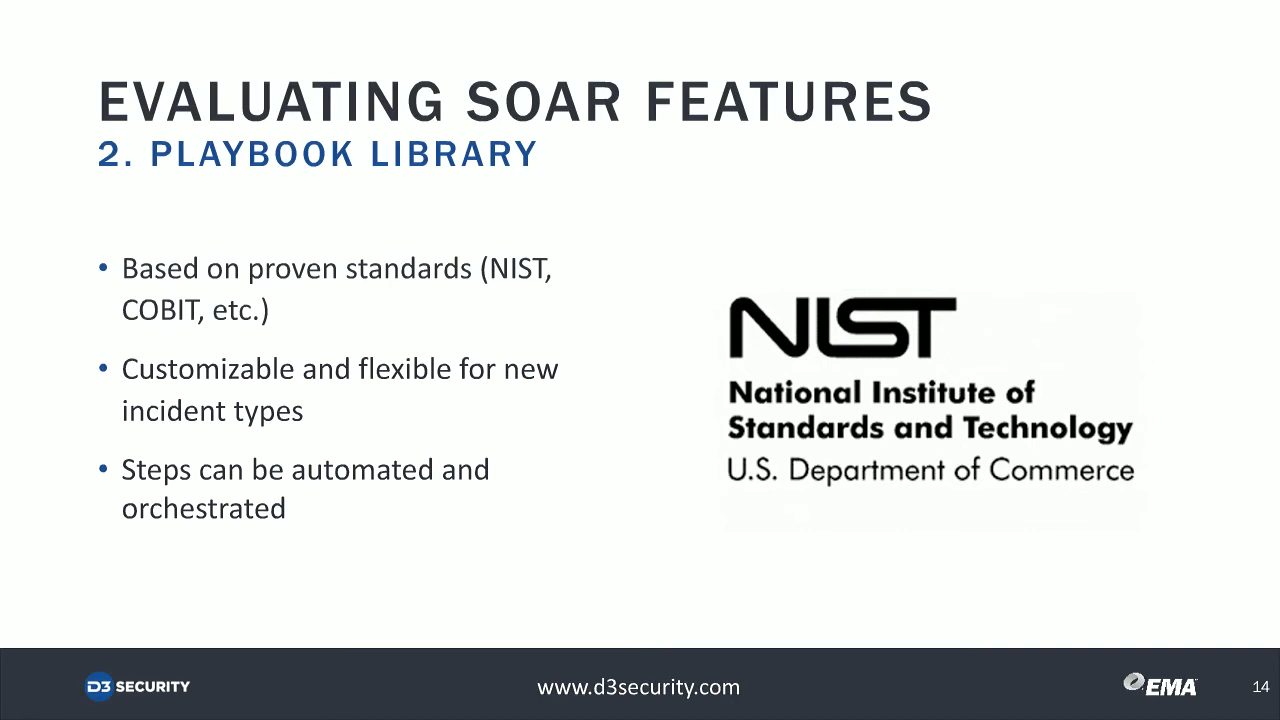 EVALUATING SOAR FEATURES
2. PLAYBOOK LIBRARY
• Based on proven standards (NIST,
COBIT, etc.)
• Customizable and flexible for new
incident types
• Steps can be automated and
orchestrated
NIST
National Institute of
Standards and Technology
U.S. Department of Commerce
D3 SECURITY
www.d3security.com
EMA
14